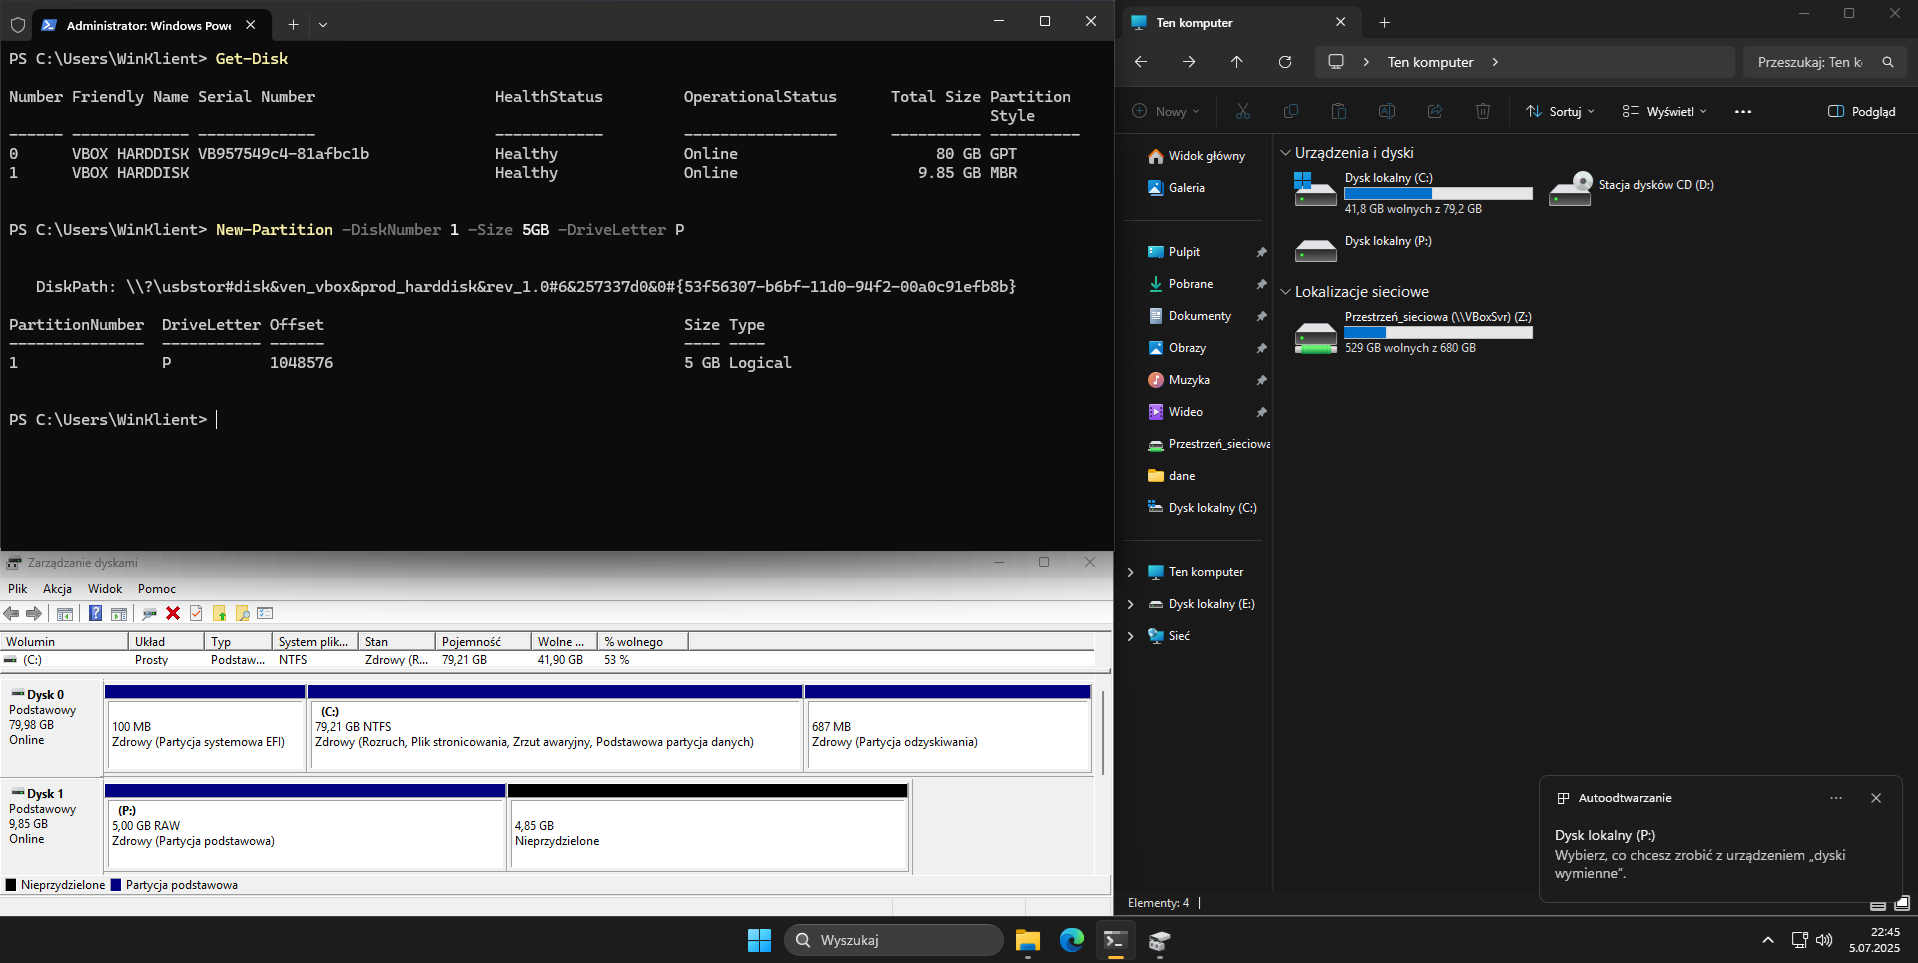 Administrator: Windows Powe
PS C:\Users\WinKlient> Get-Disk
Number Friendly Name Serial Number HealthStatus OperationalStatus Total Size Partition
Style
------ ------------- ------------- ------------ ----------------- ---------- ----------
0 VBOX HARDDISK VB957549c4-81afbc1b Healthy Online 80 GB GPT
1 VBOX HARDDISK Healthy Online 9.85 GB MBR
PS C:\Users\WinKlient> New-Partition -DiskNumber 1 -Size 5GB -DriveLetter P
DiskPath: \\?\usbstor#disk&ven_vbox&prod_harddisk&rev_1.0#6&257337d0&0#{53f56307-b6bf-11d0-94f2-00a0c91efb8b}
PartitionNumber DriveLetter Offset Size Type
--------------- ----------- ------ ---- ----
1 P 1048576 5 GB Logical
PS C:\Users\WinKlient>
Zarządzanie dyskami
Plik Akcja Widok Pomoc
Wolumin Układ Typ System plik... Stan Pojemność Wolne ... % wolnego
(C:) Prosty Podstaw... NTFS Zdrowy (R... 79,21 GB 41,90 GB 53 %
Dysk 0
Podstawowy
79,98 GB
Online
100 MB
Zdrowy (Partycja systemowa EFI)
(C:)
79,21 GB NTFS
Zdrowy (Rozruch, Plik stronicowania, Zrzut awaryjny, Podstawowa partycja danych)
687 MB
Zdrowy (Partycja odzyskiwania)
Dysk 1
Podstawowy
9,85 GB
Online
(P:)
5,00 GB RAW
Zdrowy (Partycja podstawowa)
4,85 GB
Nieprzydzielone
Nieprzydzielone Partycja podstawowa
Ten komputer
Ten komputer
Przeszukaj: Ten k
Nowy Sortuj Wyświetl ... Podgląd
Widok główny
Galeria
Pulpit
Pobrane
Dokumenty
Obrazy
Muzyka
Wideo
Przestrzeń_sieciowa
dane
Dysk lokalny (C:)
Ten komputer
Dysk lokalny (E:)
Sieć
Urządzenia i dyski
Dysk lokalny (C:)
41,8 GB wolnych z 79,2 GB
Stacja dysków CD (D:)
Dysk lokalny (P:)
Lokalizacje sieciowe
Przestrzeń_sieciowa (\\VBoxSvr) (Z:)
529 GB wolnych z 680 GB
Elementy: 4
Autoodtwarzanie
Dysk lokalny (P:)
Wybierz, co chcesz zrobić z urządzeniem „dyski
wymienne”.
Wyszukaj
22:45
5.07.2025